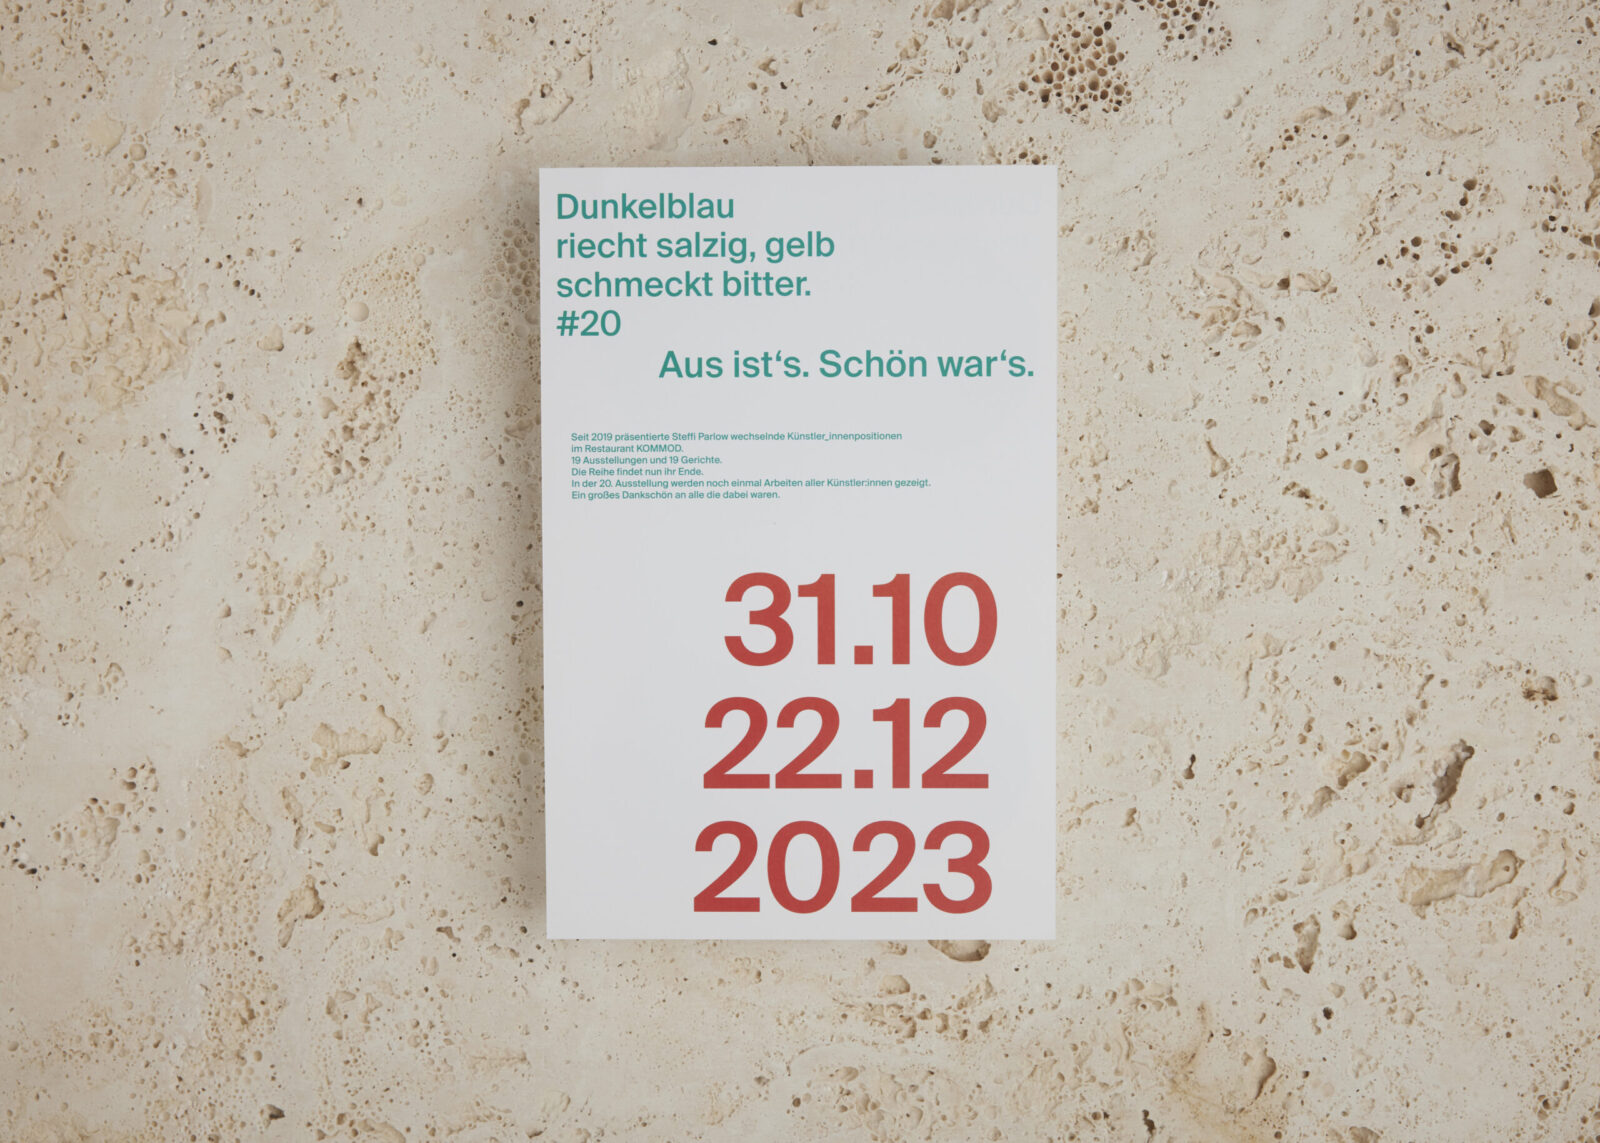 Dunkelblau
riecht salzig, gelb
schmeckt bitter.
#20
Aus ist‘s. Schön war‘s.
Seit 2019 präsentierte Steffi Parlow wechselnde Künstler_innenpositionen
im Restaurant KOMMOD.
19 Ausstellungen und 19 Gerichte.
Die Reihe findet nun ihr Ende.
In der 20. Ausstellung werden noch einmal Arbeiten aller Künstler:innen gezeigt.
Ein großes Dankschön an alle die dabei waren.
31.10
22.12
2023